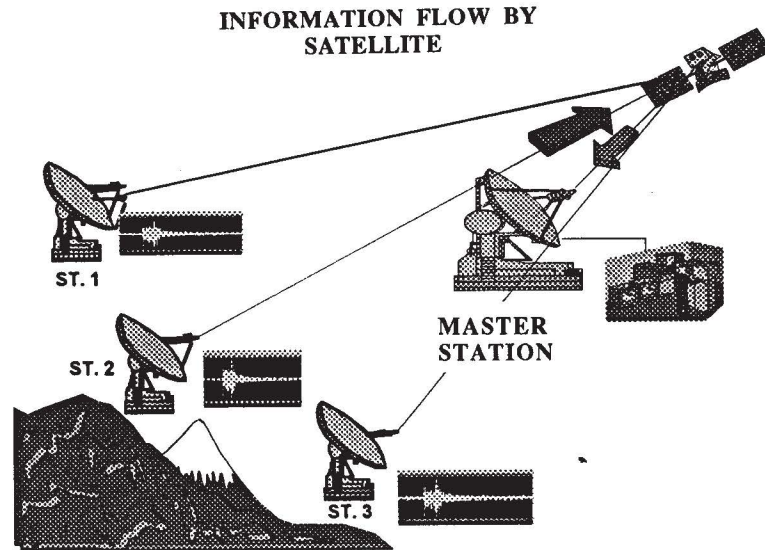 INFORMATION FLOW BY
SATELLITE
ST. 1
ST. 2
MASTER
STATION
ST. 3